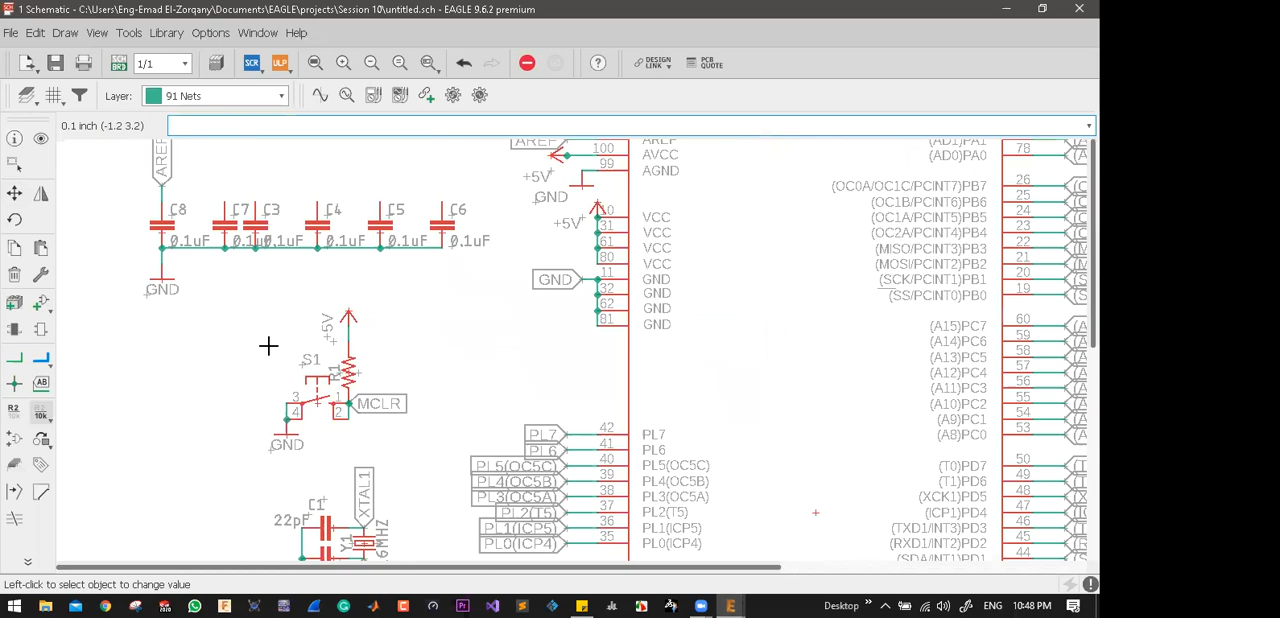 1 Schematic - C:\Users\Eng-Emad El-Zorgany\Documents\EAGLE\projects\Session 10\untitled.sch - EAGLE 9.6.2 premium
File Edit Draw View Tools Library Options Window Help
SCH BRD 1/1 SCR ULP DESIGN LINK PCB QUOTE
Layer: 91 Nets
0.1 inch (-1.2 3.2)
AREF
C8 C7 C3 C4 C5 C6
0.1uF 0.1uF 0.1uF 0.1uF 0.1uF 0.1uF
GND
+5V
S1
R1
3 1
4 2
MCLR
GND
XTAL1
C1
22pF
Y1
AREF AREF
100 AVCC
99 AGND
+5V
GND
+5V
10 VCC
31 VCC
61 VCC
80 VCC
GND 11 GND
32 GND
62 GND
81 GND
PL7 42 PL7
PL6 41 PL6
PL5(OC5C) 40 PL5(OC5C)
PL4(OC5B) 39 PL4(OC5B)
PL3(OC5A) 38 PL3(OC5A)
PL2(T5) 37 PL2(T5)
PL1(ICP5) 36 PL1(ICP5)
PL0(ICP4) 35 PL0(ICP4)
(AD1)PA1
(AD0)PA0 78
(OC0A/OC1C/PCINT7)PB7 26
(OC1B/PCINT6)PB6 25
(OC1A/PCINT5)PB5 24
(OC2A/PCINT4)PB4 23
(MISO/PCINT3)PB3 22
(MOSI/PCINT2)PB2 21
(SCK/PCINT1)PB1 20
(SS/PCINT0)PB0 19
(A15)PC7 60
(A14)PC6 59
(A13)PC5 58
(A12)PC4 57
(A11)PC3 56
(A10)PC2 55
(A9)PC1 54
(A8)PC0 53
(T0)PD7 50
(T1)PD6 49
(XCK1)PD5 48
(ICP1)PD4 47
(TXD1/INT3)PD3 46
(RXD1/INT2)PD2 45
(SDA/INT1)PD1 44
R2
10k
R2
10k
Left-click to select object to change value
Desktop ENG 10:48 PM